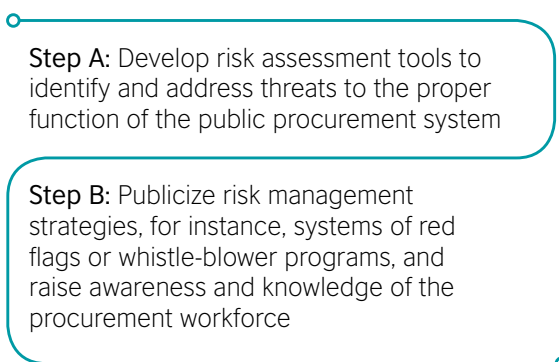 Step A: Develop risk assessment tools to
identify and address threats to the proper
function of the public procurement system
Step B: Publicize risk management
strategies, for instance, systems of red
flags or whistle-blower programs, and
raise awareness and knowledge of the
procurement workforce